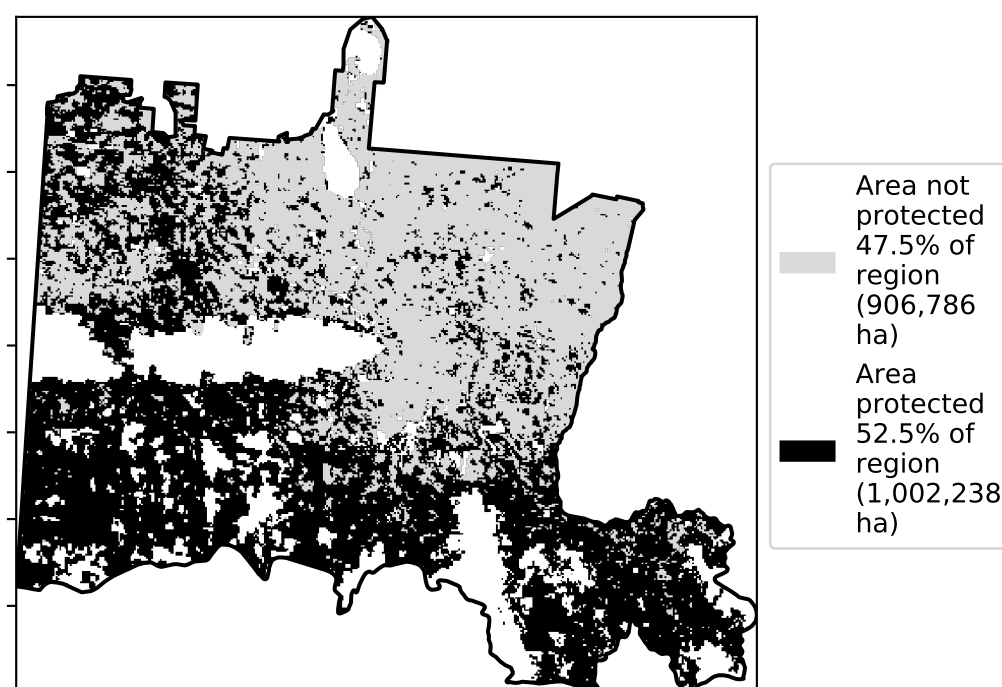 Area not
protected
47.5% of
region
(906,786
ha)
Area
protected
52.5% of
region
(1,002,238
ha)